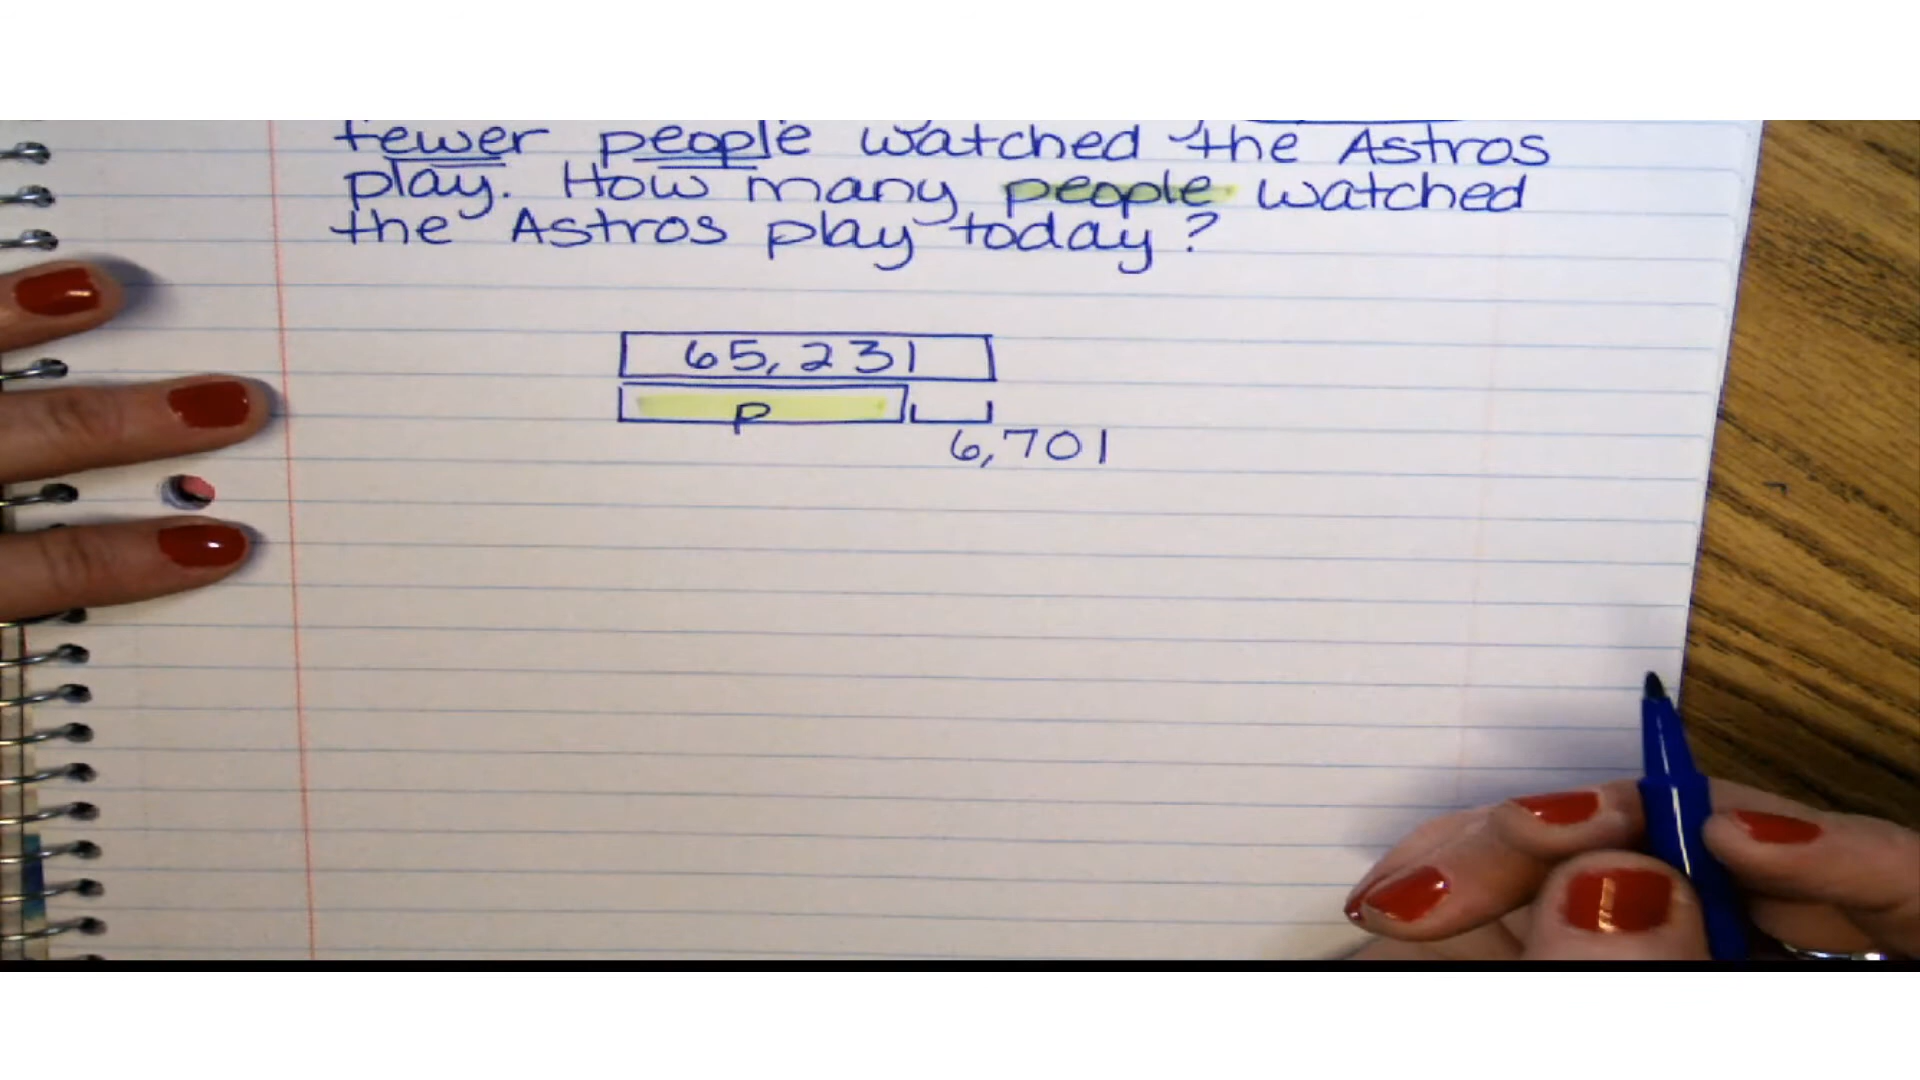 fewer people watched the Astros
play. How many people watched
the Astros play today?
65,231
p
6,701